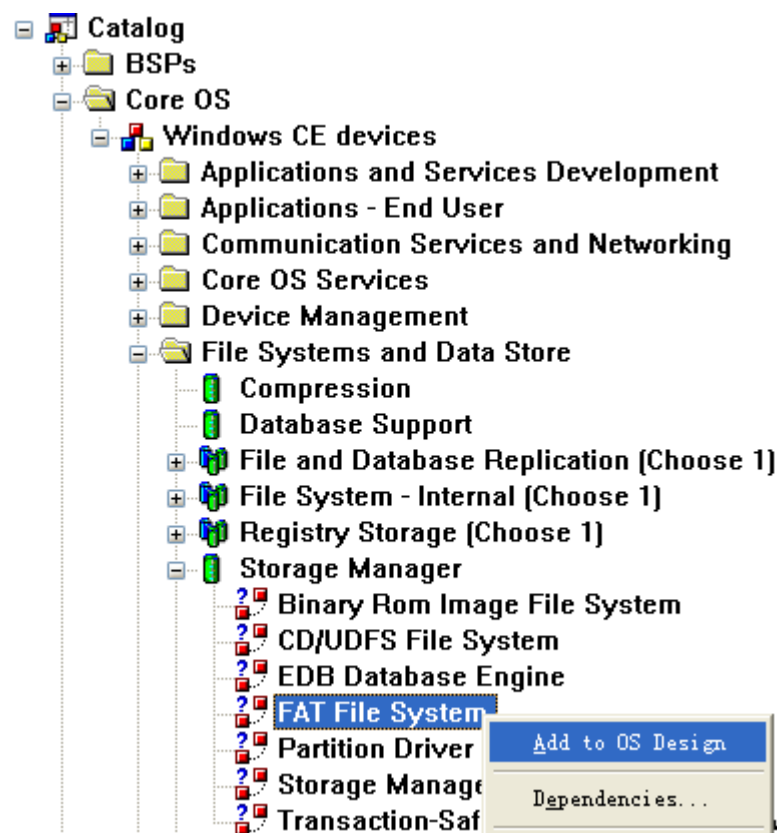 Catalog
BSPs
Core OS
Windows CE devices
Applications and Services Development
Applications - End User
Communication Services and Networking
Core OS Services
Device Management
File Systems and Data Store
Compression
Database Support
File and Database Replication (Choose 1)
File System - Internal (Choose 1)
Registry Storage (Choose 1)
Storage Manager
Binary Rom Image File System
CD/UDFS File System
EDB Database Engine
FAT File System
Add to OS Design
Partition Driver
Storage Manage
Dependencies...
Transaction-Saf